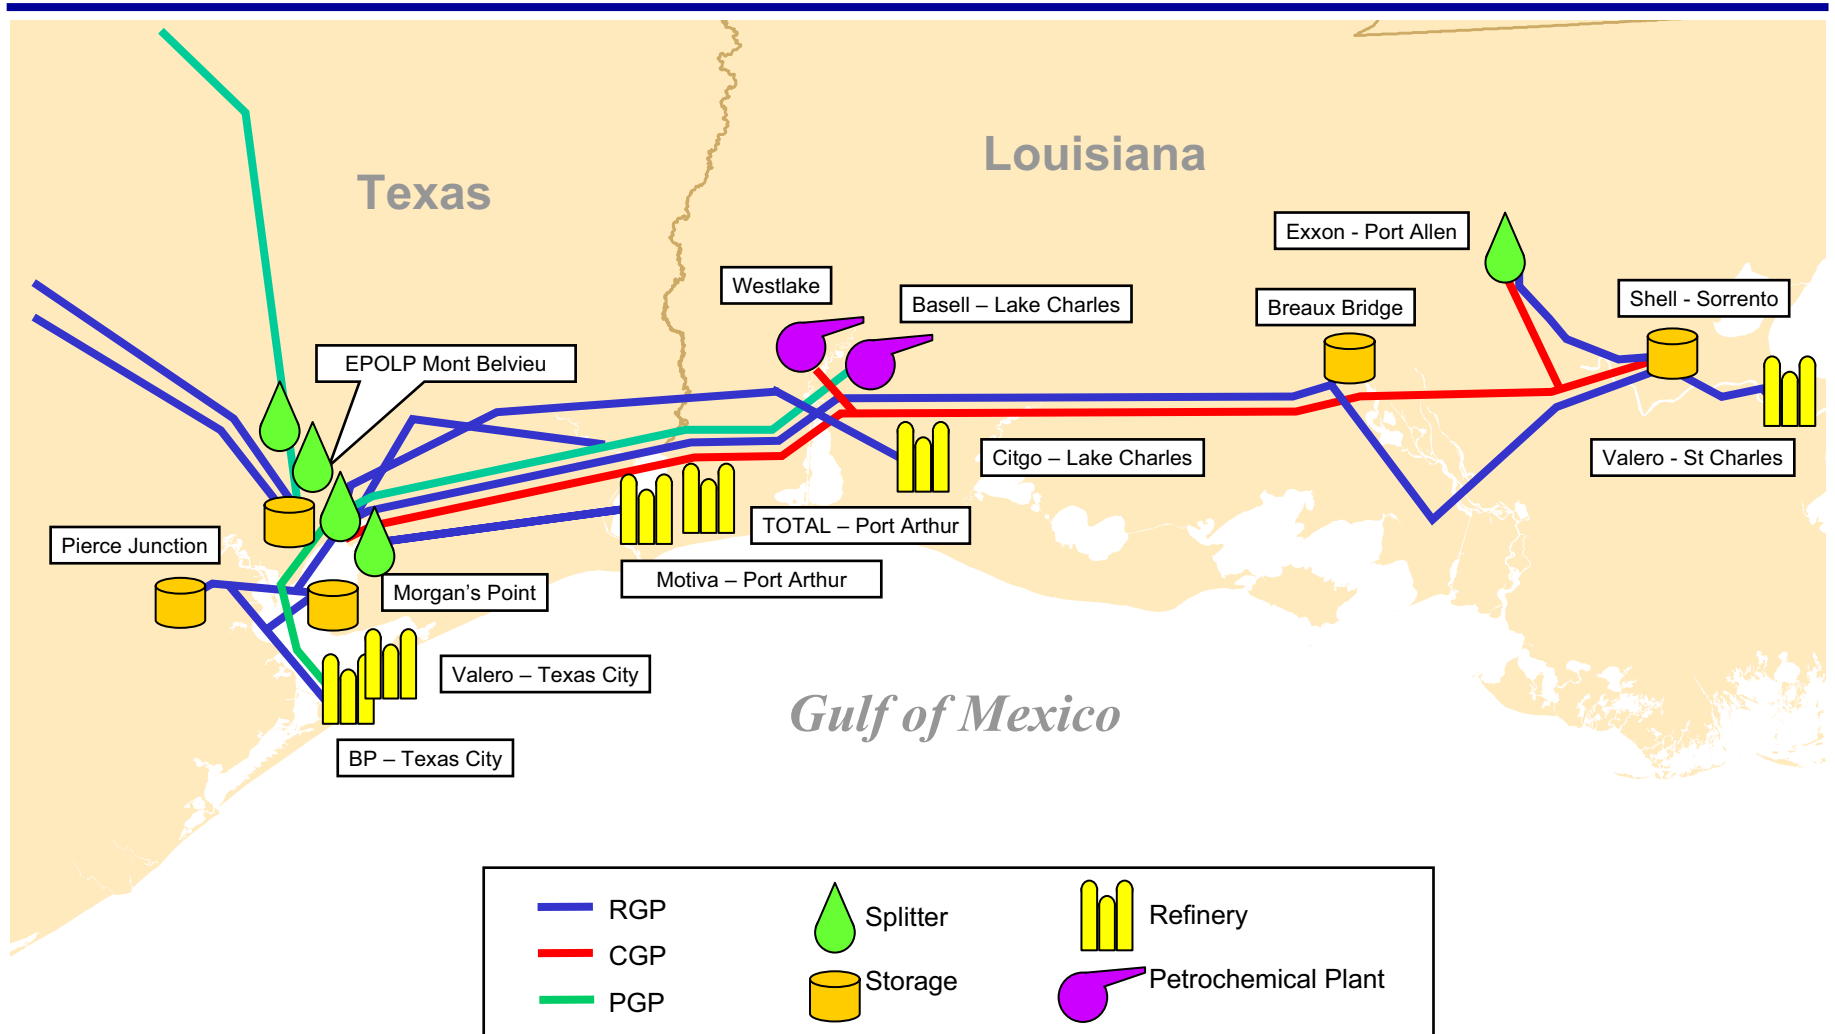 Texas
Louisiana
Exxon - Port Allen
Westlake
Basell – Lake Charles
Breaux Bridge
Shell - Sorrento
EPOLP Mont Belvieu
Citgo – Lake Charles
Valero - St Charles
TOTAL – Port Arthur
Pierce Junction
Motiva – Port Arthur
Morgan's Point
Valero – Texas City
Gulf of Mexico
BP – Texas City
RGP
Splitter
Refinery
CGP
Storage
Petrochemical Plant
PGP